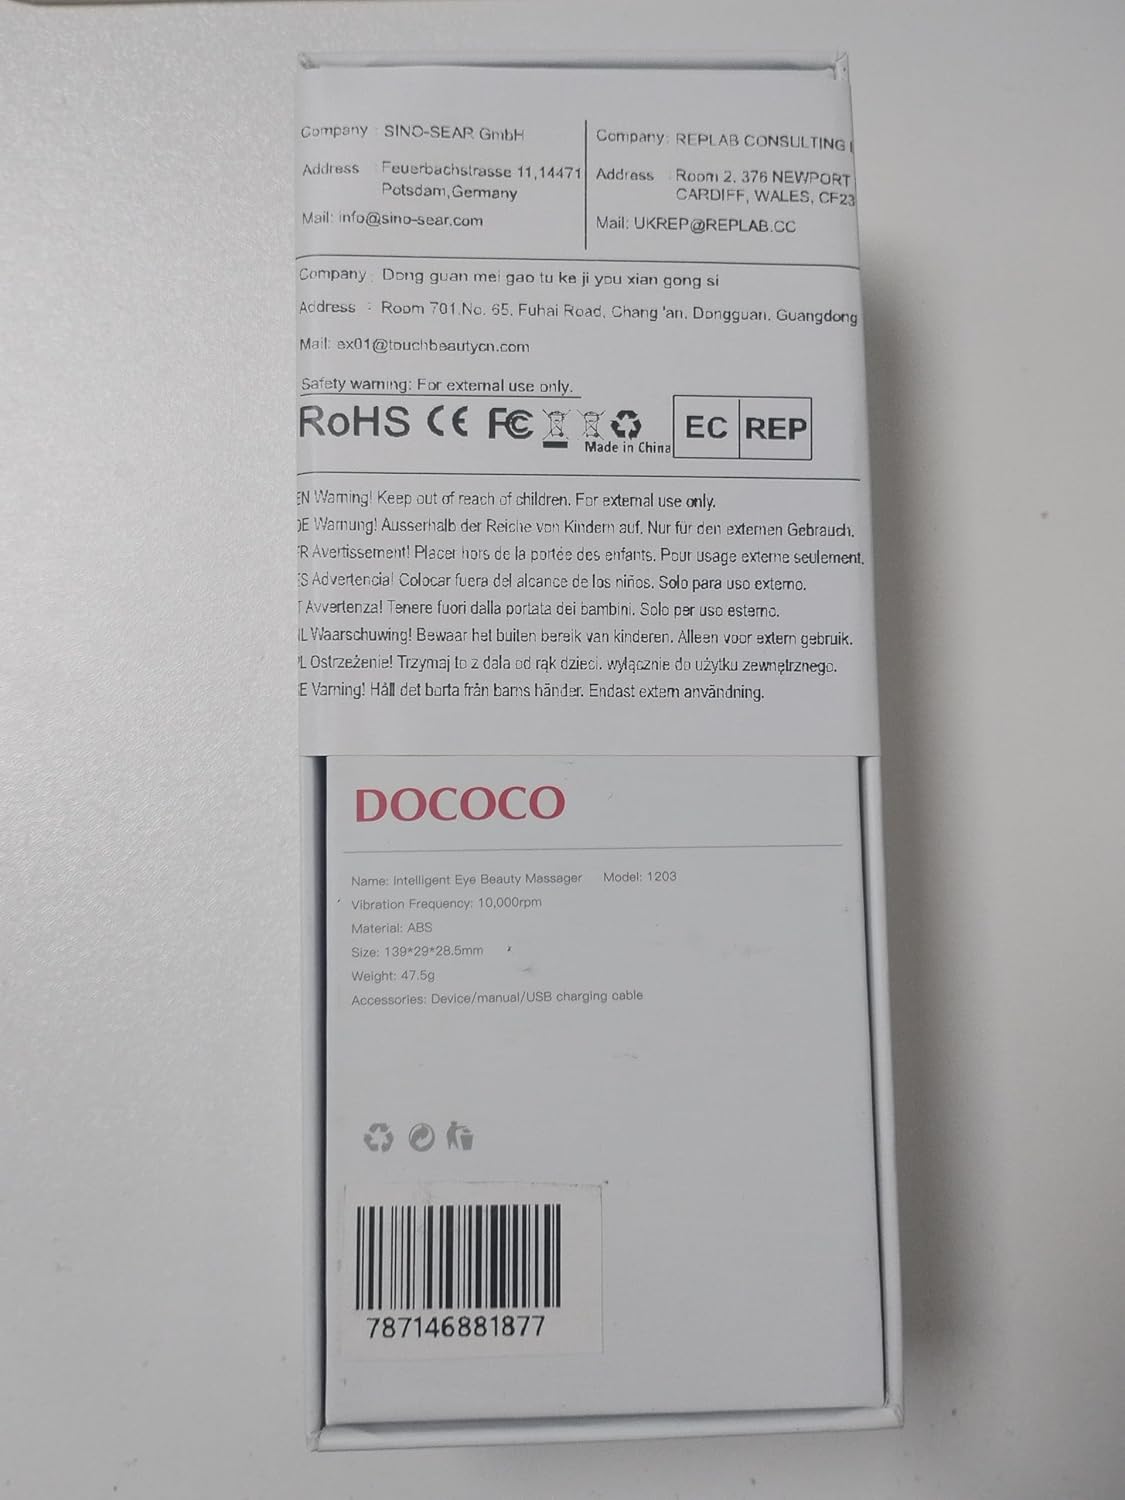 Company : SINO-SEAR GmbH
Address : Feuerbachstrasse 11,14471
Potsdam,Germany
Mail: info@sino-sear.com
Company: REPLAB CONSULTING
Address : Room 2, 376 NEWPORT
CARDIFF, WALES, CF23
Mail: UKREP@REPLAB.CC
Company : Dong guan mei gao tu ke ji you xian gong si
Address : Room 701,No. 65, Fuhai Road, Chang 'an, Dongguan, Guangdong
Mail: ex01@touchbeautycn.com
Safety warning: For external use only.
RoHS CE FC
Made in China
EC REP
EN Warning! Keep out of reach of children. For external use only.
DE Warnung! Ausserhalb der Reiche von Kindern auf. Nur für den externen Gebrauch.
FR Avertissement! Placer hors de la portée des enfants. Pour usage externe seulement.
ES Advertencia! Colocar fuera del alcance de los niños. Solo para uso externo.
IT Avvertenza! Tenere fuori dalla portata dei bambini. Solo per uso esterno.
NL Waarschuwing! Bewaar het buiten bereik van kinderen. Alleen voor extern gebruik.
PL Ostrzeżenie! Trzymaj to z dala od rąk dzieci. wyłącznie do użytku zewnętrznego.
SE Varning! Håll det borta från barns händer. Endast extern användning.
DOCOCO
Name: Intelligent Eye Beauty Massager Model: 1203
Vibration Frequency: 10,000rpm
Material: ABS
Size: 139*29*28.5mm
Weight: 47.5g
Accessories: Device/manual/USB charging cable
787146881877